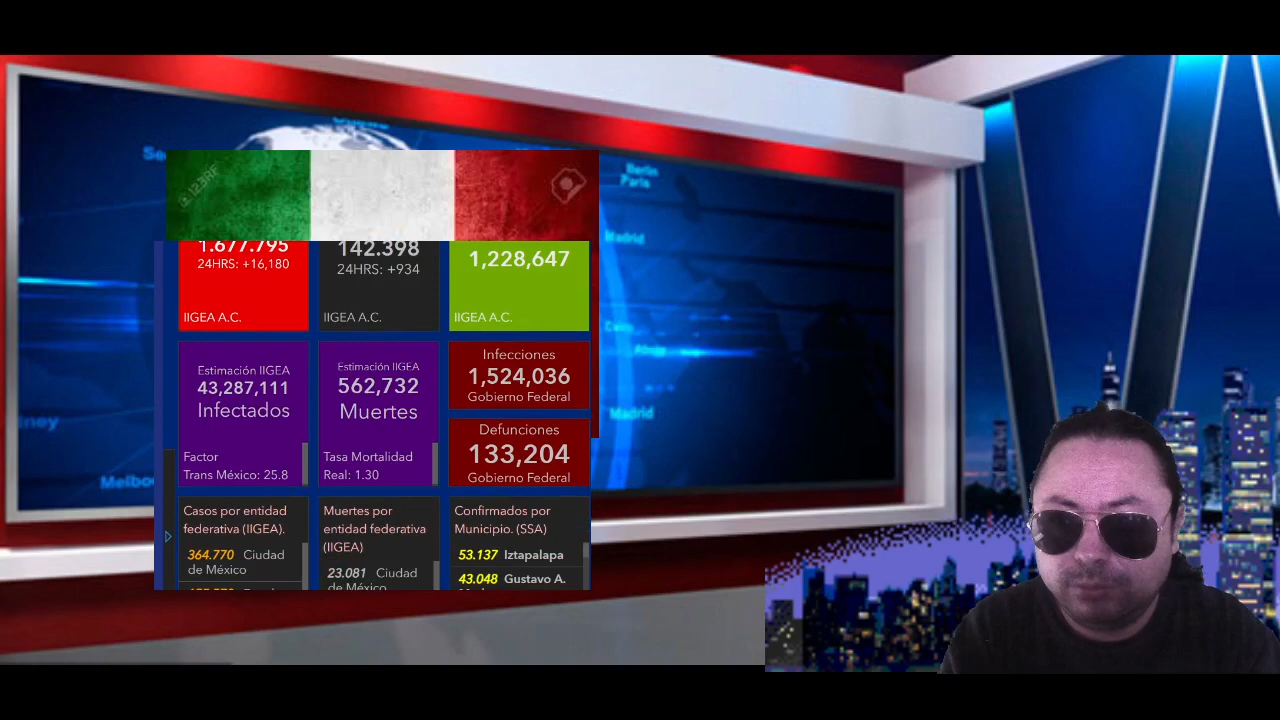 Berlin
Paris
Madrid
Madrid
123RF
1.677.795
24HRS: +16,180
IIGEA A.C.
142.398
24HRS: +934
IIGEA A.C.
1,228,647
IIGEA A.C.
Estimación IIGEA
43,287,111
Infectados
Factor
Trans México: 25.8
Estimación IIGEA
562,732
Muertes
Tasa Mortalidad
Real: 1.30
Infecciones
1,524,036
Gobierno Federal
Defunciones
133,204
Gobierno Federal
Casos por entidad
federativa (IIGEA).
364.770 Ciudad
de México
Muertes por
entidad federativa
(IIGEA)
23.081 Ciudad
de México
Confirmados por
Municipio. (SSA)
53.137 Iztapalapa
43.048 Gustavo A.